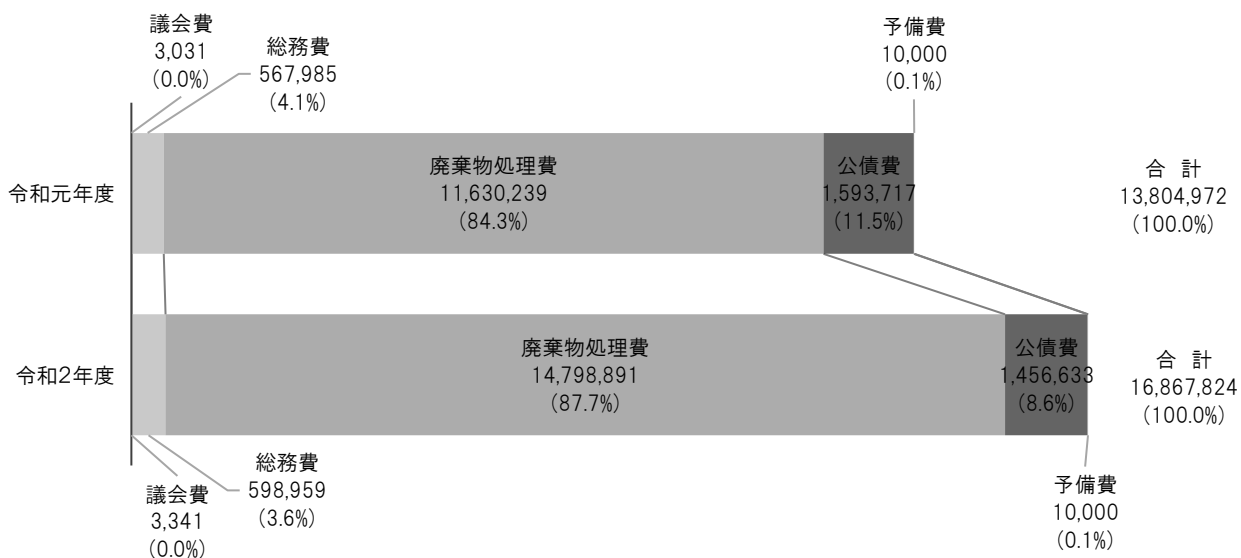 議会費
3,031
(0.0%)
総務費
567,985
(4.1%)
予備費
10,000
(0.1%)
令和元年度
廃棄物処理費
11,630,239
(84.3%)
公債費
1,593,717
(11.5%)
合 計
13,804,972
(100.0%)
令和2年度
廃棄物処理費
14,798,891
(87.7%)
公債費
1,456,633
(8.6%)
合 計
16,867,824
(100.0%)
議会費
3,341
(0.0%)
総務費
598,959
(3.6%)
予備費
10,000
(0.1%)